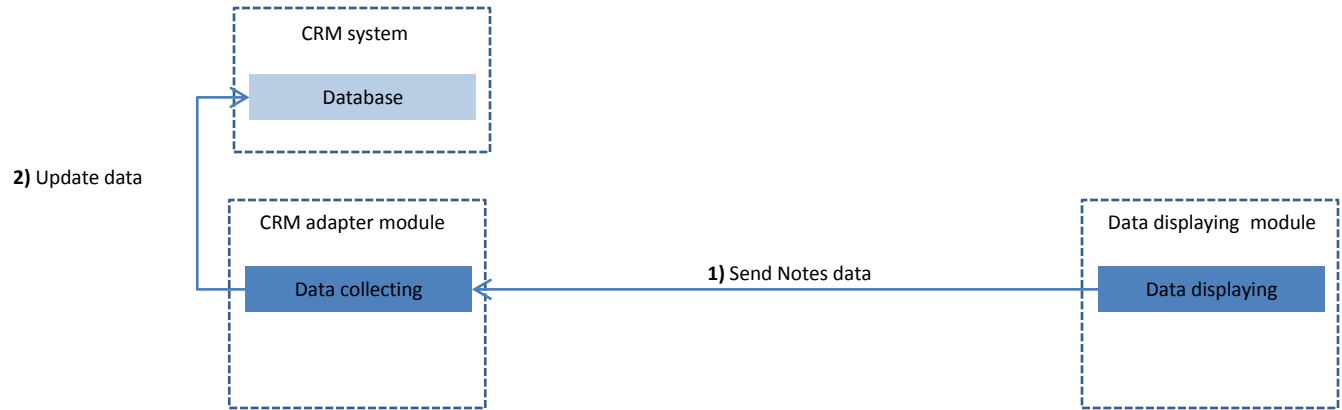 CRM system
Database
2) Update data
CRM adapter module
Data displaying module
1) Send Notes data
Data collecting
Data displaying